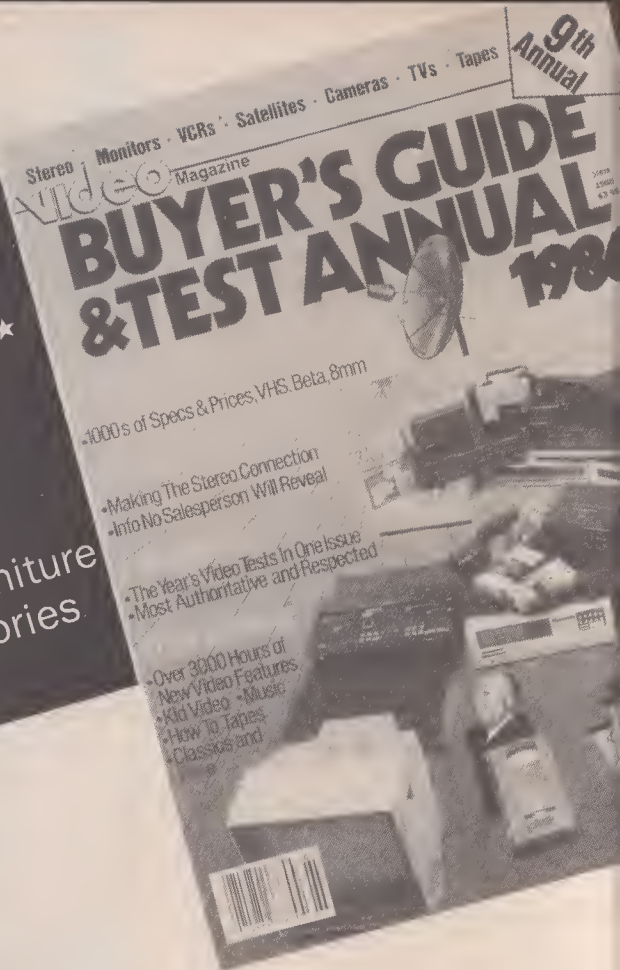 9th
Annual
Stereo · Monitors · VCRs · Satellites · Cameras · TVs · Tapes
Video Magazine
BUYER'S GUIDE
& TEST ANNUAL
•1000s of Specs & Prices, VHS. Beta, 8mm
•Making The Stereo Connection
•Info No Salesperson Will Reveal
•The Year's Video Tests In One Issue
•Most Authoritative and Respected
•Over 3000 Hours of
New Video Features
•Kid Video •Music
•How To Tapes
•Classics and
niture
ories